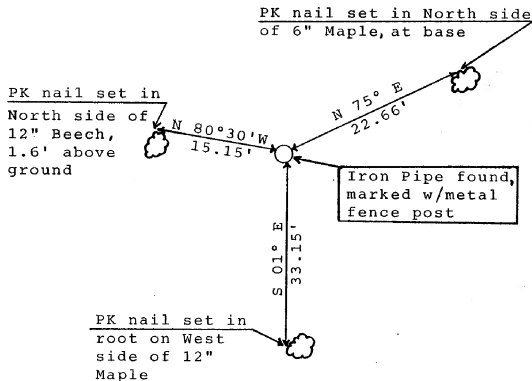 PK nail set in North side
of 6" Maple, at base
PK nail set in
North side of
12" Beech,
1.6' above
ground
N 80°30'W
15.15'
N 75° E
22.66'
Iron Pipe found,
marked w/metal
fence post
S 01° E
33.15'
PK nail set in
root on West
side of 12"
Maple